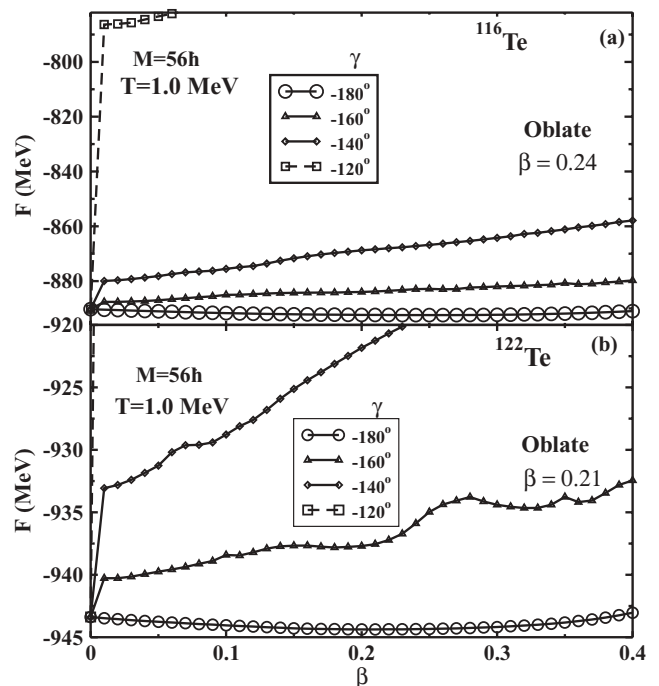 -800
-820
-840
-860
-880
F (MeV)
M=56h
T=1.0 MeV
γ
-180°
-160°
-140°
-120°
¹¹⁶Te
(a)
Oblate
β = 0.24
-920
-925
-930
-935
-940
-945
F (MeV)
M=56h
T=1.0 MeV
γ
-180°
-160°
-140°
-120°
¹²²Te
(b)
Oblate
β = 0.21
0
0.1
0.2
0.3
0.4
β